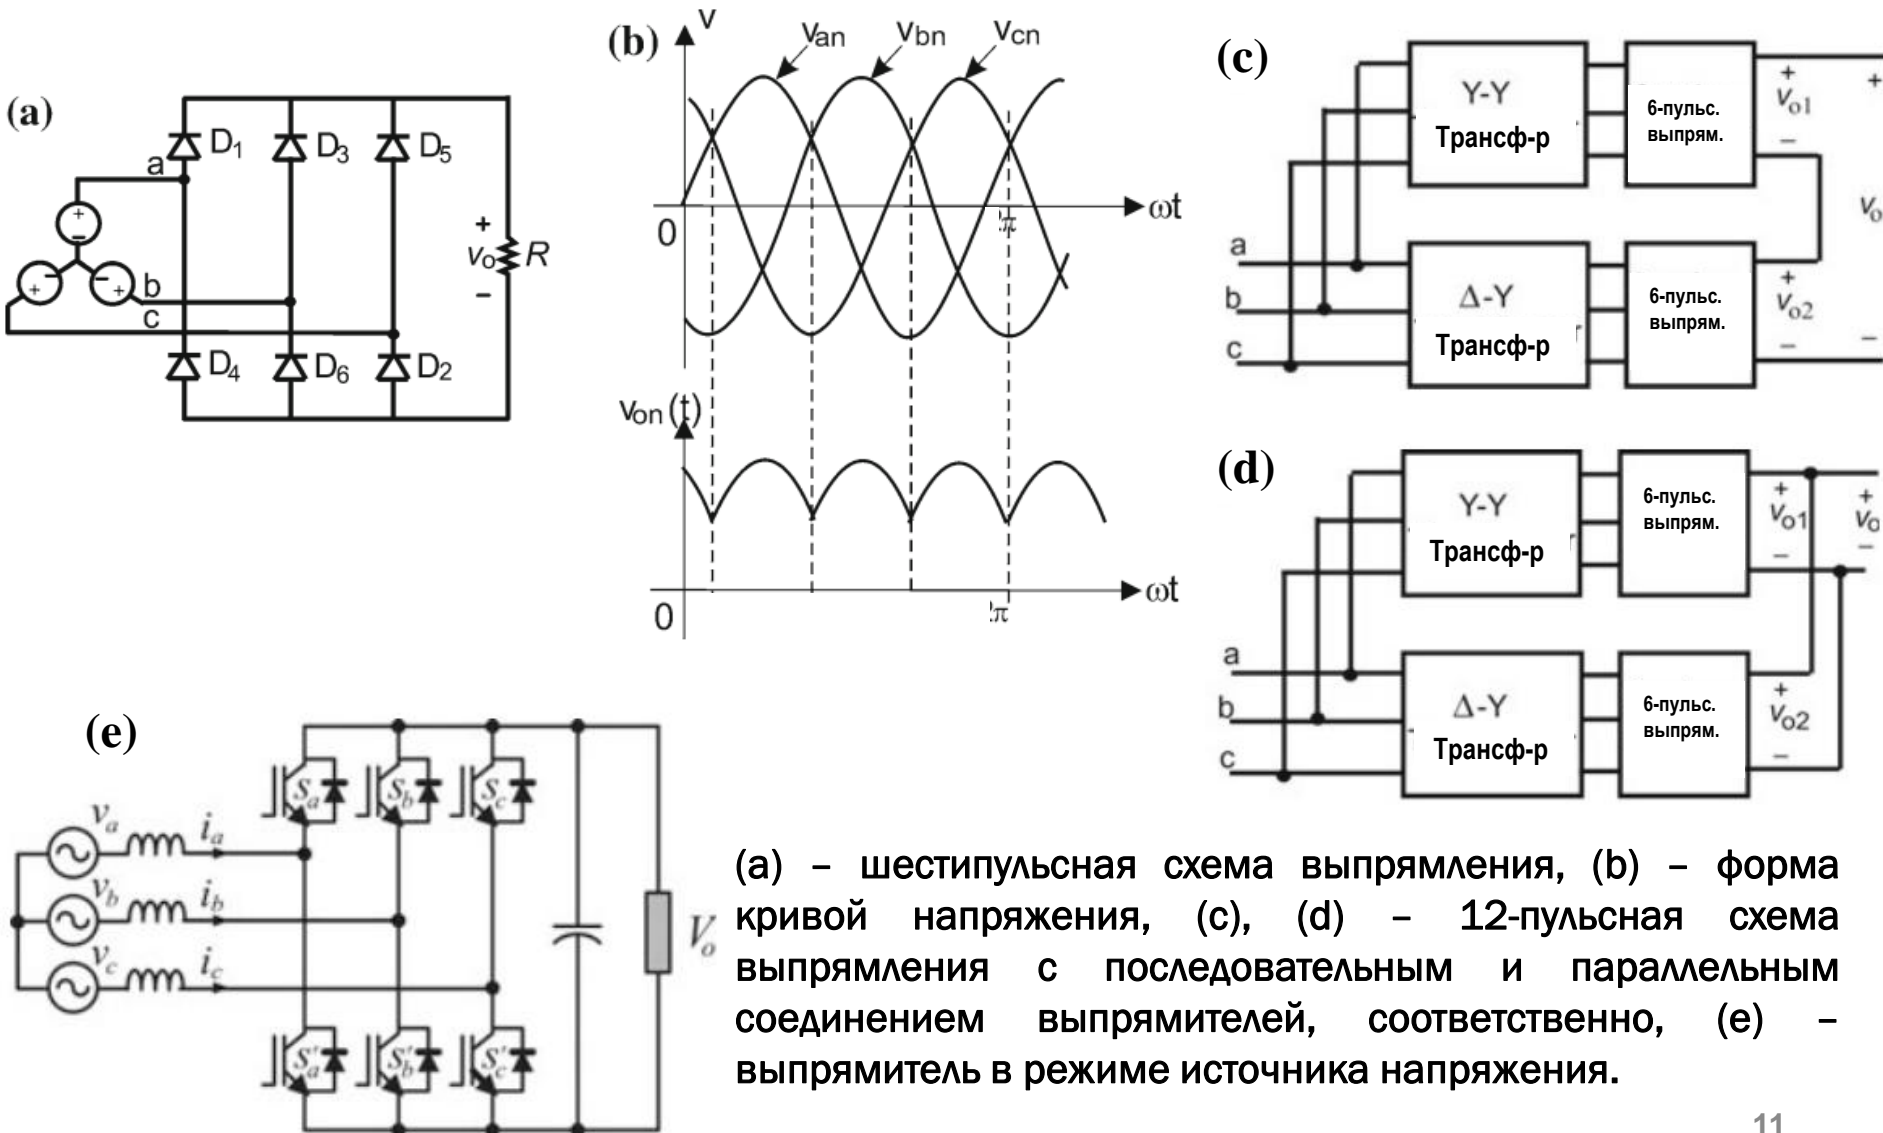 (a)
a
b
c
D1
D3
D5
D4
D6
D2
+
vo
R
−
(b)
v
van
vbn
vcn
0
ωt
von(t)
0
ωt
(c)
Y-Y
Трансф-р
6-пульс.
выпрям.
+
vo1
−
+
vo
−
a
b
c
Δ-Y
Трансф-р
6-пульс.
выпрям.
+
vo2
−
(d)
Y-Y
Трансф-р
6-пульс.
выпрям.
+
vo1
−
+
vo
−
a
b
c
Δ-Y
Трансф-р
6-пульс.
выпрям.
+
vo2
−
(e)
Sa
Sb
Sc
va
ia
vb
ib
vc
ic
Vo
S'a
S'b
S'c
(a) – шестипульсная схема выпрямления, (b) – форма
кривой напряжения, (c), (d) – 12-пульсная схема
выпрямления с последовательным и параллельным
соединением выпрямителей, соответственно, (e) –
выпрямитель в режиме источника напряжения.
11